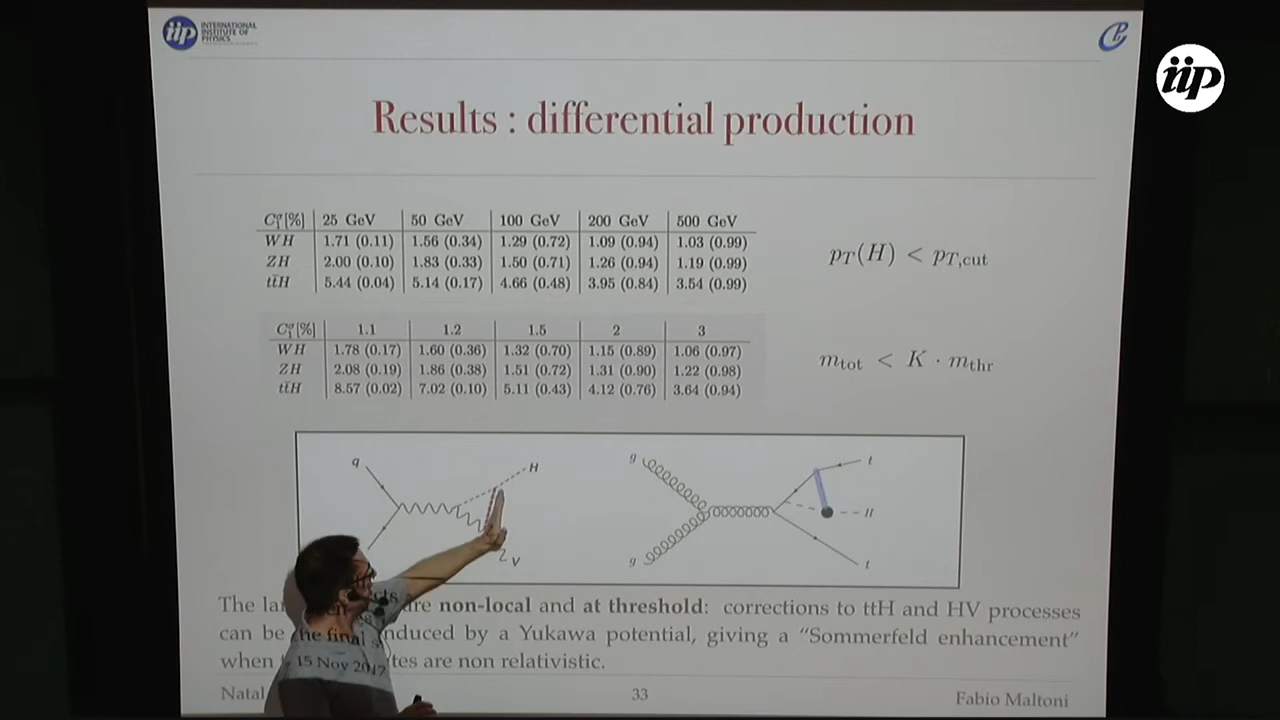 iip INTERNATIONAL INSTITUTE OF PHYSICS
iip
Results : differential production
C₁^σ[%] 25 GeV 50 GeV 100 GeV 200 GeV 500 GeV
WH 1.71 (0.11) 1.56 (0.34) 1.29 (0.72) 1.09 (0.94) 1.03 (0.99)
ZH 2.00 (0.10) 1.83 (0.33) 1.50 (0.71) 1.26 (0.94) 1.19 (0.99)
tt̄H 5.44 (0.04) 5.14 (0.17) 4.66 (0.48) 3.95 (0.84) 3.54 (0.99)
p_T(H) < p_T,cut
C₁^σ[%] 1.1 1.2 1.5 2 3
WH 1.78 (0.17) 1.60 (0.36) 1.32 (0.70) 1.15 (0.89) 1.06 (0.97)
ZH 2.08 (0.19) 1.86 (0.38) 1.51 (0.72) 1.31 (0.90) 1.22 (0.98)
tt̄H 8.57 (0.02) 7.02 (0.10) 5.11 (0.43) 4.12 (0.76) 3.64 (0.94)
m_tot < K · m_thr
q H
V
g t
H
g t
The are non-local and at threshold: corrections to ttH and HV processes
can be induced by a Yukawa potential, giving a “Sommerfeld enhancement”
when are non relativistic.
the final
15 Nov 2017
Natal 33 Fabio Maltoni